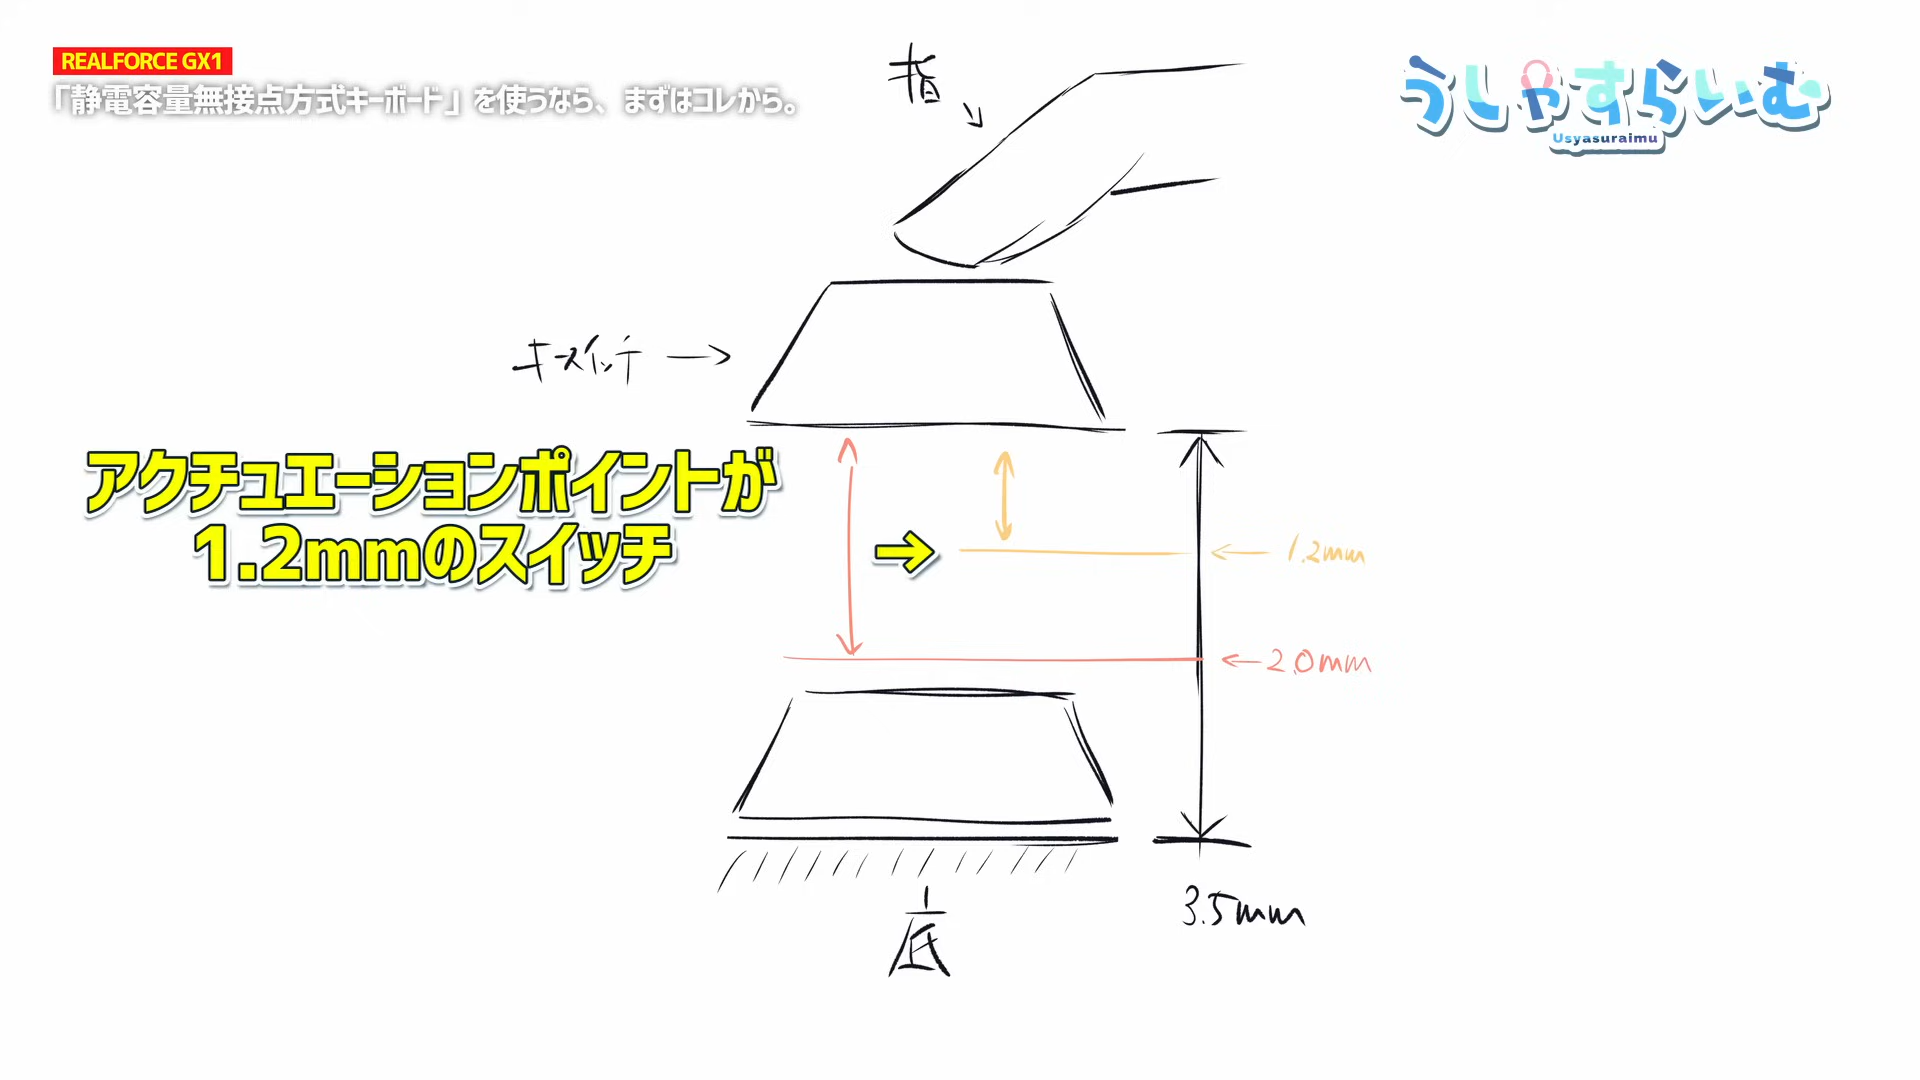 REALFORCE GX1
「静電容量無接点方式キーボード」を使うなら、まずはコレから。
うしやすらいむ
Usyasuraimu
指
キースイッチ
アクチュエーションポイントが
1.2mmのスイッチ
1.2mm
2.0mm
3.5mm
底